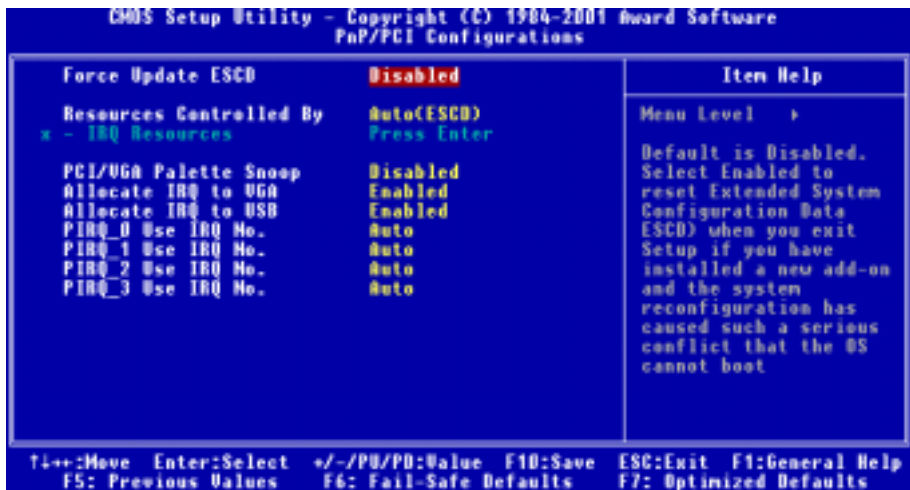 CMOS Setup Utility - Copyright (C) 1984-2001 Award Software
PnP/PCI Configurations
Force Update ESCD Disabled
Resources Controlled By Auto(ESCD)
x - IRQ Resources Press Enter
PCI/VGA Palette Snoop Disabled
Allocate IRQ to VGA Enabled
Allocate IRQ to USB Enabled
PIRQ_0 Use IRQ No. Auto
PIRQ_1 Use IRQ No. Auto
PIRQ_2 Use IRQ No. Auto
PIRQ_3 Use IRQ No. Auto
Item Help
Menu Level ▸
Default is Disabled.
Select Enabled to
reset Extended System
Configuration Data
ESCD) when you exit
Setup if you have
installed a new add-on
and the system
reconfiguration has
caused such a serious
conflict that the OS
cannot boot
↑↓→←:Move Enter:Select +/-/PU/PD:Value F10:Save ESC:Exit F1:General Help
F5: Previous Values F6: Fail-Safe Defaults F7: Optimized Defaults